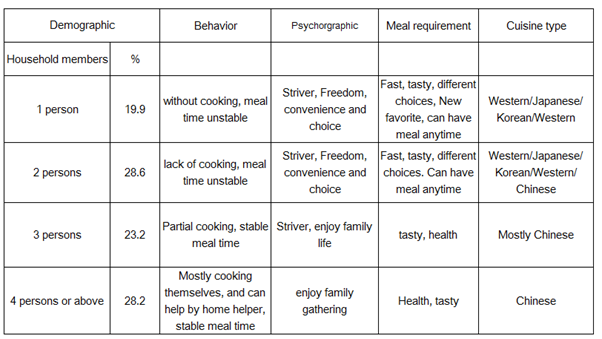 Demographic
Behavior
Psychorgraphic
Meal requirement
Cuisine type
Household members
%
1 person
19.9
without cooking, meal
time unstable
Striver, Freedom,
convenience and
choice
Fast, tasty, different
choices, New
favorite, can have
meal anytime
Western/Japanese/
Korean/Western
2 persons
28.6
lack of cooking, meal
time unstable
Striver, Freedom,
convenience and
choice
Fast, tasty, different
choices. Can have
meal anytime
Western/Japanese/
Korean/Western/
Chinese
3 persons
23.2
Partial cooking, stable
meal time
Striver, enjoy family
life
tasty, health
Mostly Chinese
4 persons or above
28.2
Mostly cooking
themselves, and can
help by home helper,
stable meal time
enjoy family
gathering
Health, tasty
Chinese